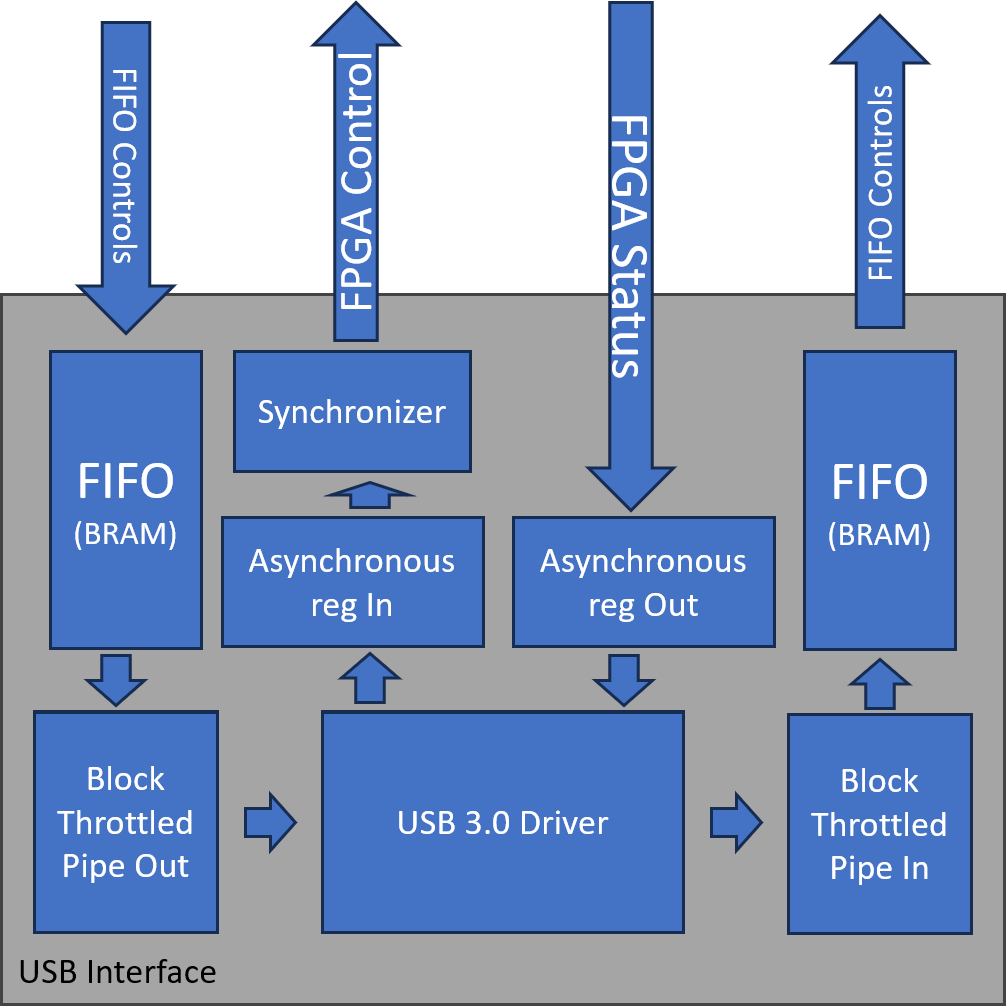 FIFO Controls
FPGA Control
FPGA Status
FIFO Controls
FIFO
(BRAM)
Synchronizer
Asynchronous
reg In
Asynchronous
reg Out
FIFO
(BRAM)
Block
Throttled
Pipe Out
USB 3.0 Driver
Block
Throttled
Pipe In
USB Interface